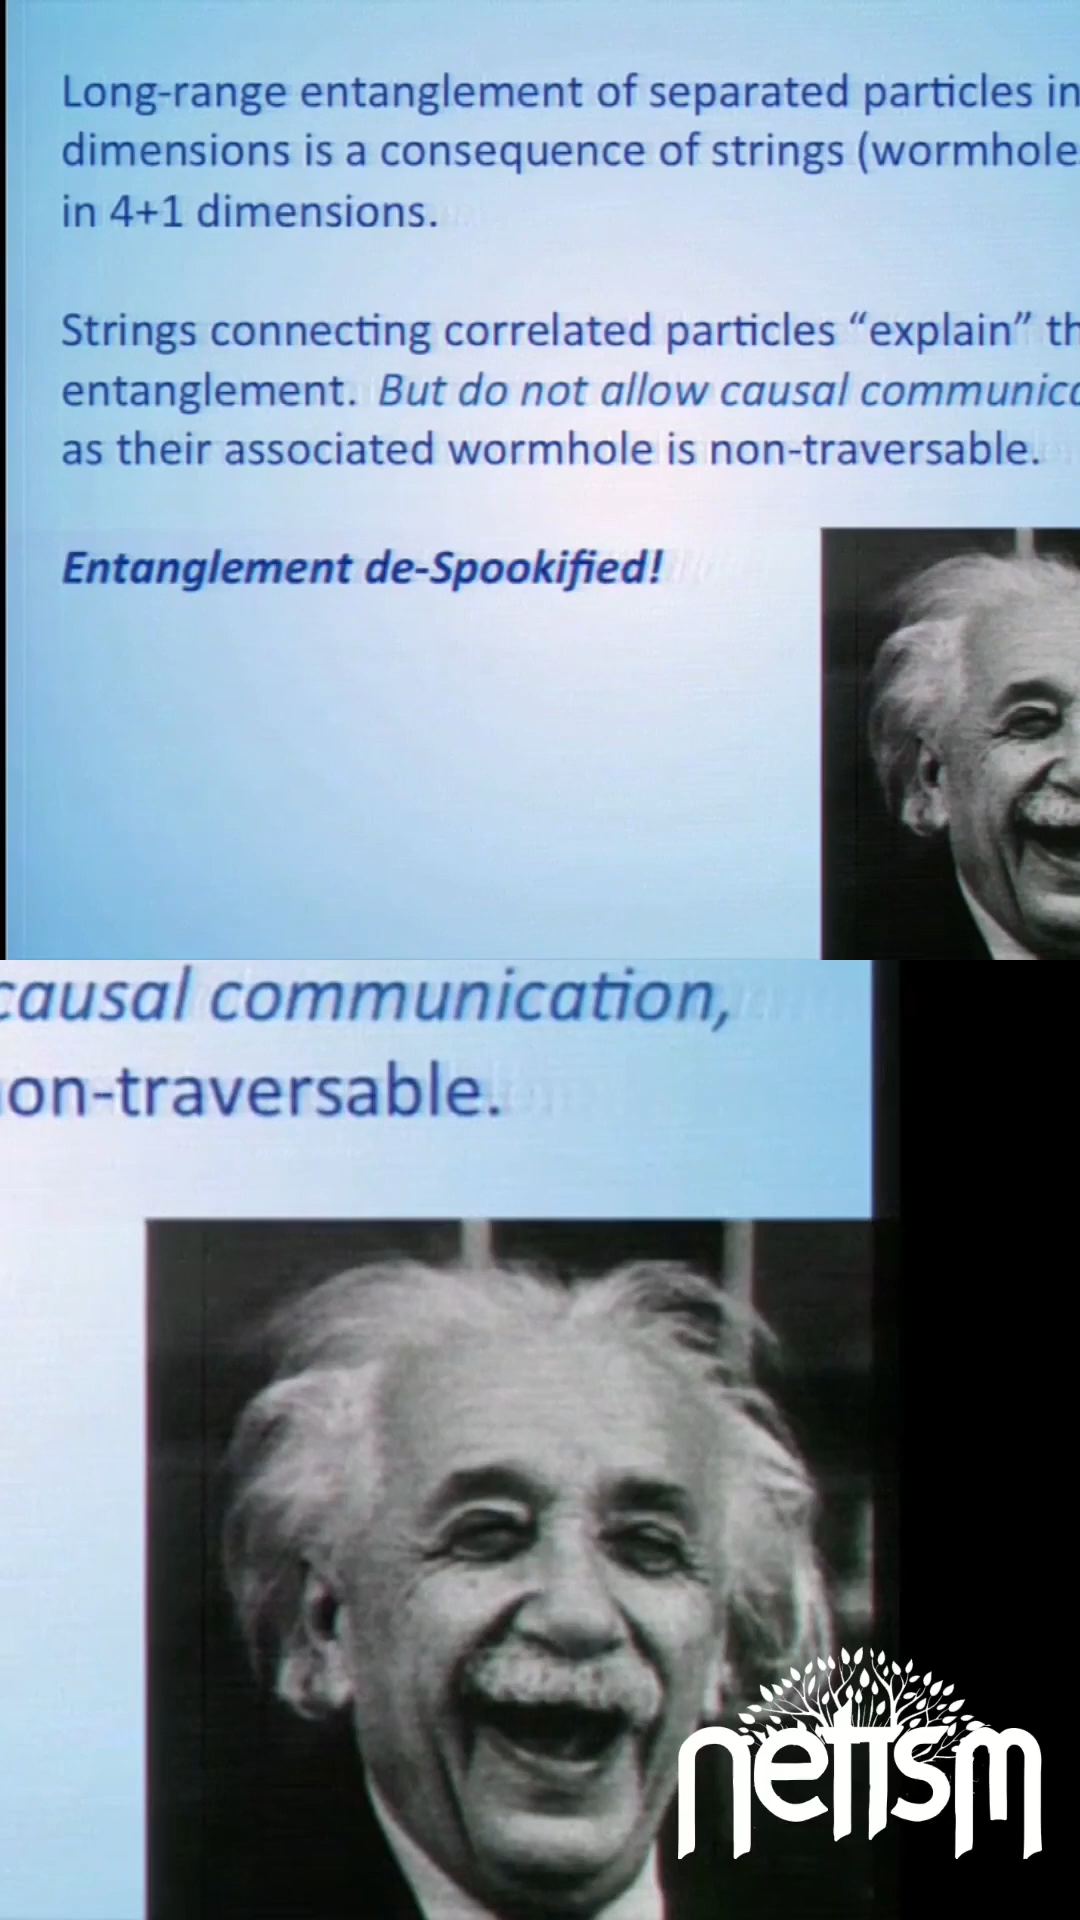 Long-range entanglement of separated particles in
dimensions is a consequence of strings (wormhole
in 4+1 dimensions.
Strings connecting correlated particles “explain” th
entanglement. But do not allow causal communica
as their associated wormhole is non-traversable.
Entanglement de-Spookified!
causal communication,
on-traversable.
netism